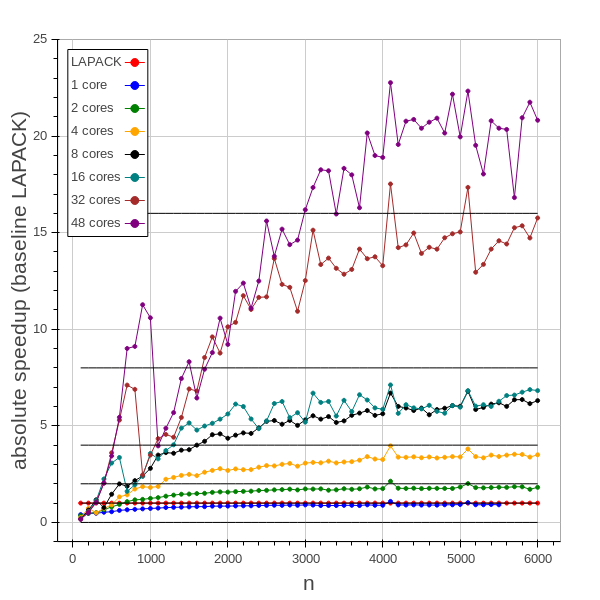 25
20
15
10
5
0
absolute speedup (baseline LAPACK)
LAPACK
1 core
2 cores
4 cores
8 cores
16 cores
32 cores
48 cores
0 1000 2000 3000 4000 5000 6000
n